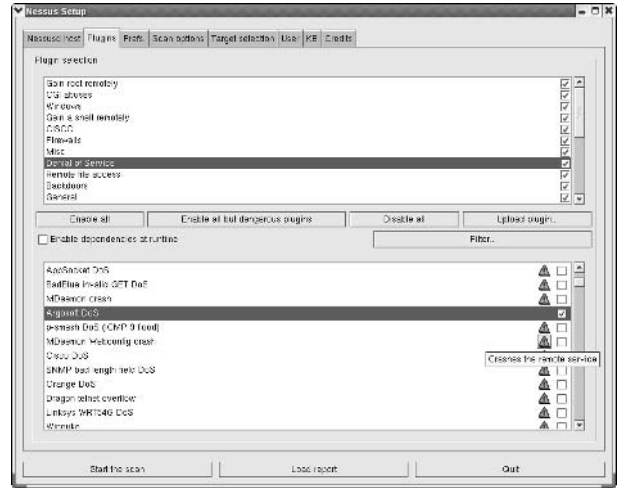 Nessus Setup
Nessusd host Plugins Prefs. Scan options Target selection User KB Credits
Plugin selection
Gain root remotely
CGI abuses
Windows
Gain a shell remotely
CISCO
Firewalls
Misc.
Denial of Service
Remote file access
Backdoors
General
Enable all Enable all but dangerous plugins Disable all Upload plugin...
Enable dependencies at runtime Filter...
AppSocket DoS
BadBlue invalid GET DoS
MDaemon crash
Argosoft DoS
p-smash DoS (ICMP 9 flood)
MDaemon Webconfig crash
Cisco DoS
Crashes the remote service
SNMP bad length field DoS
Orange DoS
Dragon telnet overflow
Linksys WRT54G DoS
Winnuke
Start the scan Load report Quit